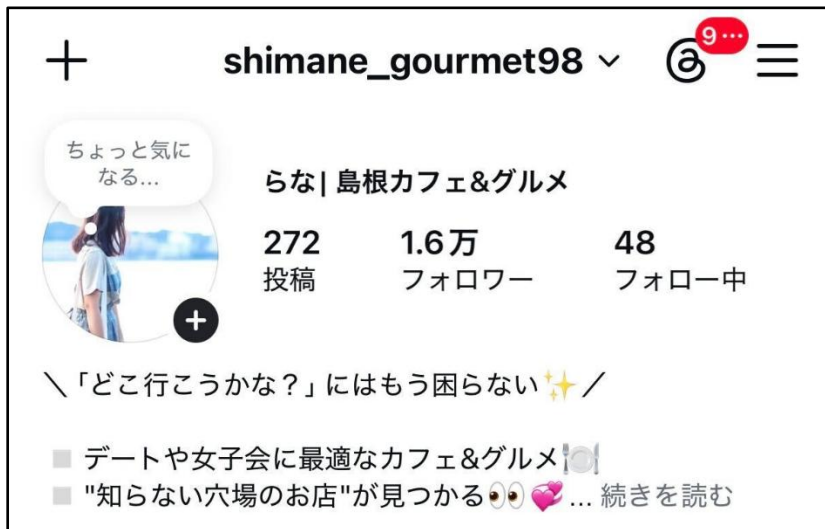 shimane_gourmet98
9…
ちょっと気に
なる...
らな| 島根カフェ&グルメ
272 1.6万 48
投稿 フォロワー フォロー中
＼「どこ行こうかな？」にはもう困らない✨／
◽デートや女子会に最適なカフェ&グルメ🍽
◽"知らない穴場のお店"が見つかる👀💞... 続きを読む